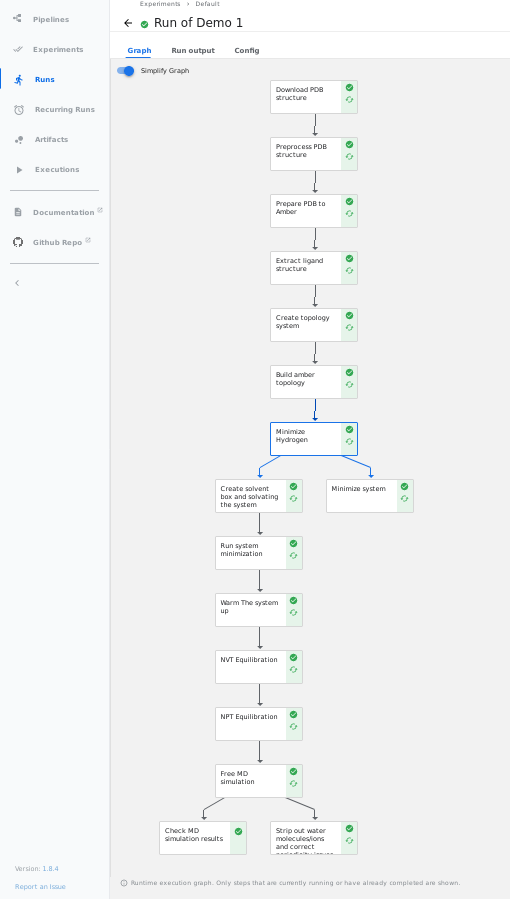 Experiments > Default
Run of Demo 1
Pipelines
Experiments
Runs
Recurring Runs
Artifacts
Executions
Documentation
Github Repo
Version: 1.8.4
Report an Issue
Graph
Run output
Config
Simplify Graph
Download PDB
structure
Preprocess PDB
structure
Prepare PDB to
Amber
Extract ligand
structure
Create topology
system
Build amber
topology
Minimize
Hydrogen
Create solvent
box and solvating
the system
Minimize system
Run system
minimization
Warm The system
up
NVT Equilibration
NPT Equilibration
Free MD
simulation
Check MD
simulation results
Strip out water
molecules/ions
and correct
periodicity issues
Runtime execution graph. Only steps that are currently running or have already completed are shown.